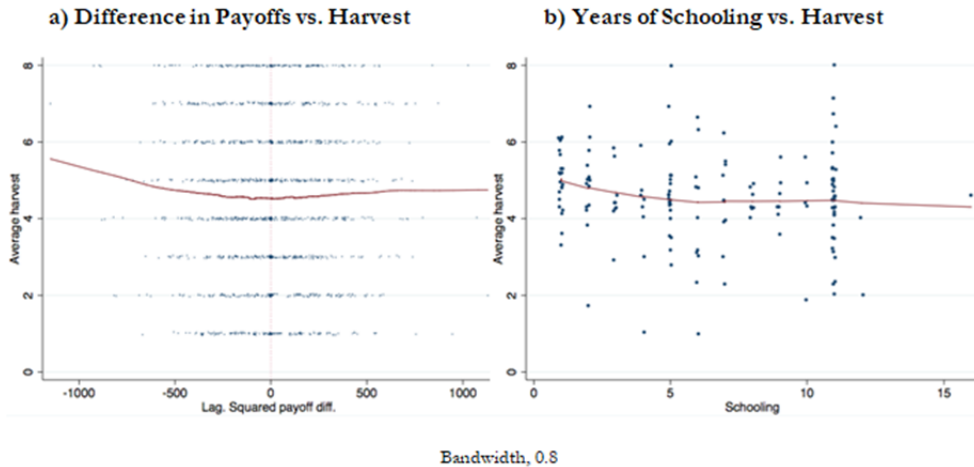 a) Difference in Payoffs vs. Harvest
b) Years of Schooling vs. Harvest
Average harvest
8
6
4
2
0
-1000 -500 0 500 1000
Lag. Squared payoff diff.
Average harvest
8
6
4
2
0
0 5 10 15
Schooling
Bandwidth, 0.8